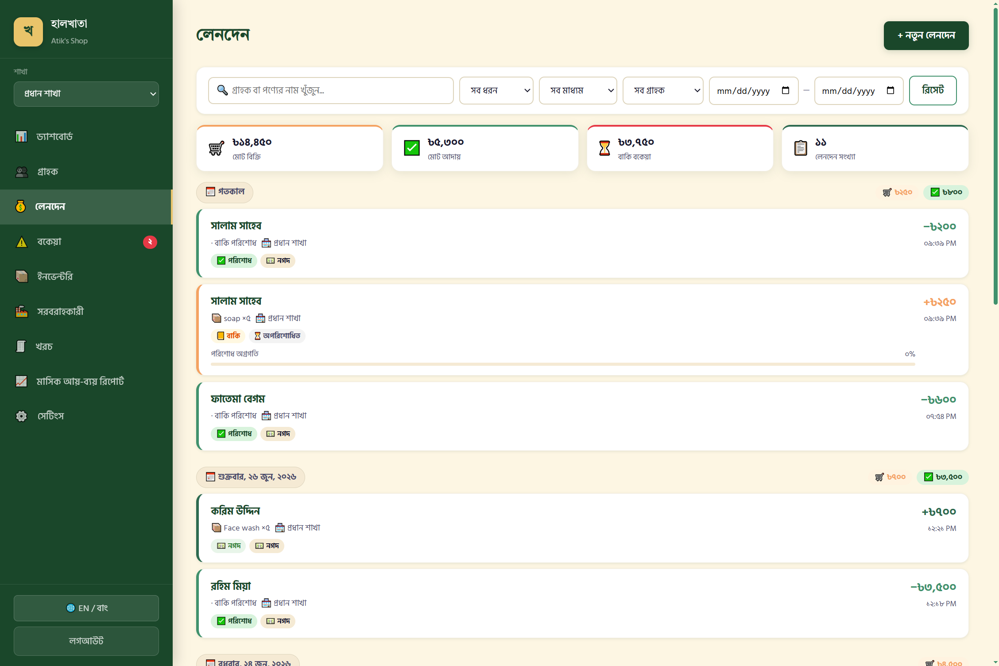 খ
হালখাতা
Atik's Shop
শাখা
প্রধান শাখা
ড্যাশবোর্ড
গ্রাহক
লেনদেন
বকেয়া ২
ইনভেন্টরি
সরবরাহকারী
খরচ
মাসিক আয়-ব্যয় রিপোর্ট
সেটিংস
EN / বাং
লগআউট
লেনদেন
+ নতুন লেনদেন
গ্রাহক বা পণ্যের নাম খুঁজুন... সব ধরন সব মাধ্যম সব গ্রাহক mm/dd/yyyy — mm/dd/yyyy রিসেট
৳১৪,৪৫০
মোট বিক্রি
৳৫,৩০০
মোট আদায়
৳৩,৭৫০
বাকি বকেয়া
১১
লেনদেন সংখ্যা
গতকাল ৳২৫০ ৳৮০০
সালাম সাহেব −৳২০০
· বাকি পরিশোধ প্রধান শাখা ০৯:৩৯ PM
পরিশোধ নগদ
সালাম সাহেব +৳২৫০
soap ×৫ প্রধান শাখা ০৯:৩৯ PM
বাকি অপরিশোধিত
পরিশোধ অগ্রগতি ০%
ফাতেমা বেগম −৳৬০০
· বাকি পরিশোধ প্রধান শাখা ০৭:৫৪ PM
পরিশোধ নগদ
শুক্রবার, ২৬ জুন, ২০২৬ ৳৭০০ ৳৩,৫০০
করিম উদ্দিন +৳৭০০
Face wash ×৫ প্রধান শাখা ১২:২১ PM
নগদ নগদ
রহিম মিয়া −৳৩,৫০০
· বাকি পরিশোধ প্রধান শাখা ১২:১৮ PM
পরিশোধ নগদ
বুধবার, ২৪ জুন, ২০২৬ ৳৪,৫০০